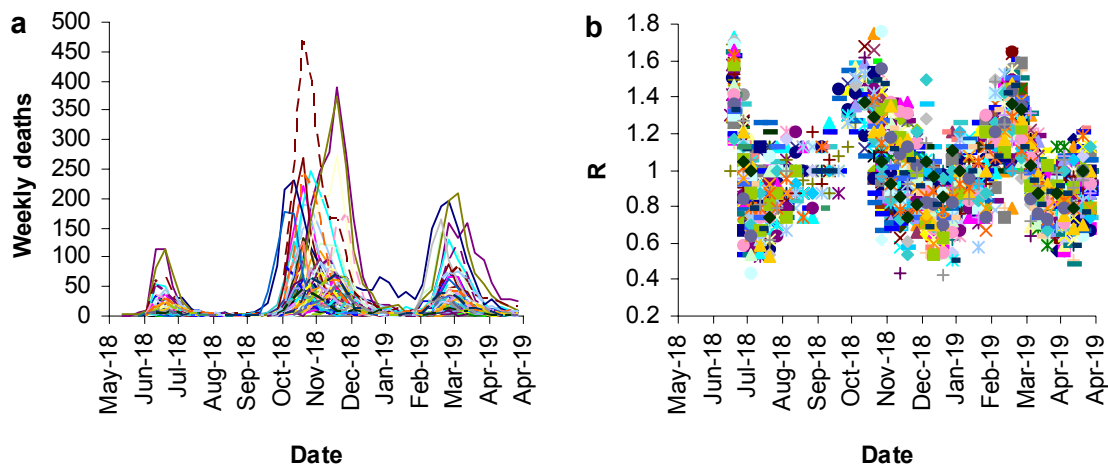 a
Weekly deaths
500
450
400
350
300
250
200
150
100
50
0
May-18
Jun-18
Jul-18
Aug-18
Sep-18
Oct-18
Nov-18
Dec-18
Jan-19
Feb-19
Mar-19
Apr-19
Apr-19
Date
b
R
1.8
1.6
1.4
1.2
1
0.8
0.6
0.4
0.2
May-18
Jun-18
Jul-18
Aug-18
Sep-18
Oct-18
Nov-18
Dec-18
Jan-19
Feb-19
Mar-19
Apr-19
Apr-19
Date